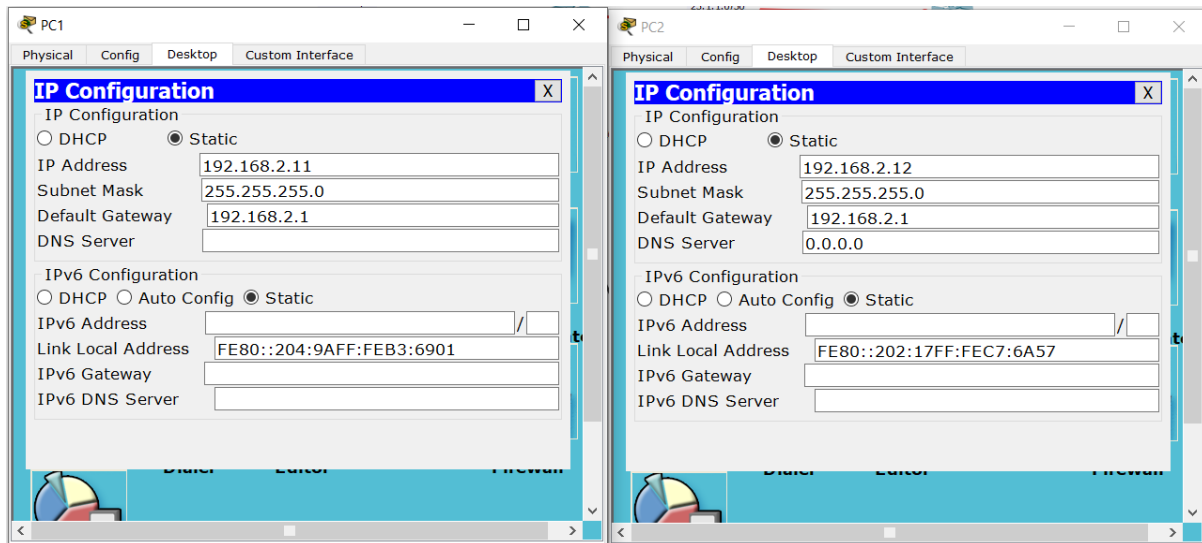 PC1
Physical Config Desktop Custom Interface
IP Configuration X
IP Configuration
DHCP Static
IP Address 192.168.2.11
Subnet Mask 255.255.255.0
Default Gateway 192.168.2.1
DNS Server
IPv6 Configuration
DHCP Auto Config Static
IPv6 Address /
Link Local Address FE80::204:9AFF:FEB3:6901
IPv6 Gateway
IPv6 DNS Server
PC2
Physical Config Desktop Custom Interface
IP Configuration X
IP Configuration
DHCP Static
IP Address 192.168.2.12
Subnet Mask 255.255.255.0
Default Gateway 192.168.2.1
DNS Server 0.0.0.0
IPv6 Configuration
DHCP Auto Config Static
IPv6 Address /
Link Local Address FE80::202:17FF:FEC7:6A57
IPv6 Gateway
IPv6 DNS Server